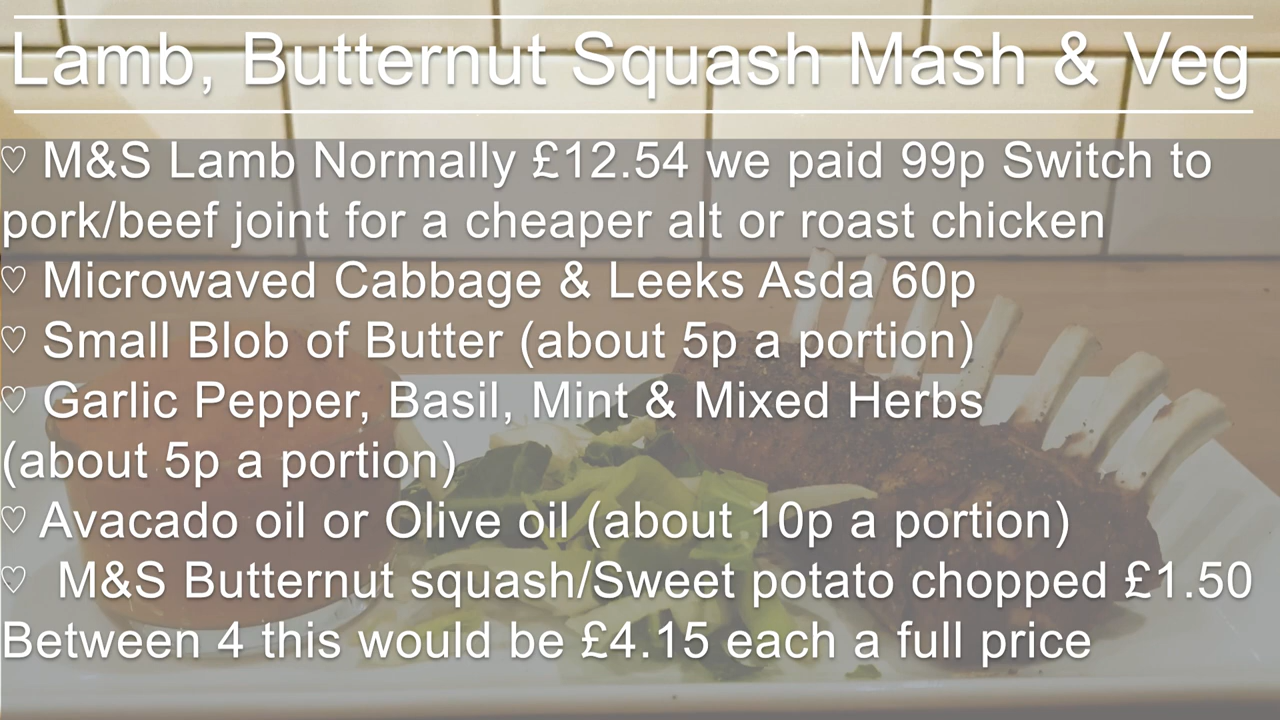 Lamb, Butternut Squash Mash & Veg
♡ M&S Lamb Normally £12.54 we paid 99p Switch to
pork/beef joint for a cheaper alt or roast chicken
♡ Microwaved Cabbage & Leeks Asda 60p
♡ Small Blob of Butter (about 5p a portion)
♡ Garlic Pepper, Basil, Mint & Mixed Herbs
(about 5p a portion)
♡ Avacado oil or Olive oil (about 10p a portion)
♡ M&S Butternut squash/Sweet potato chopped £1.50
Between 4 this would be £4.15 each a full price